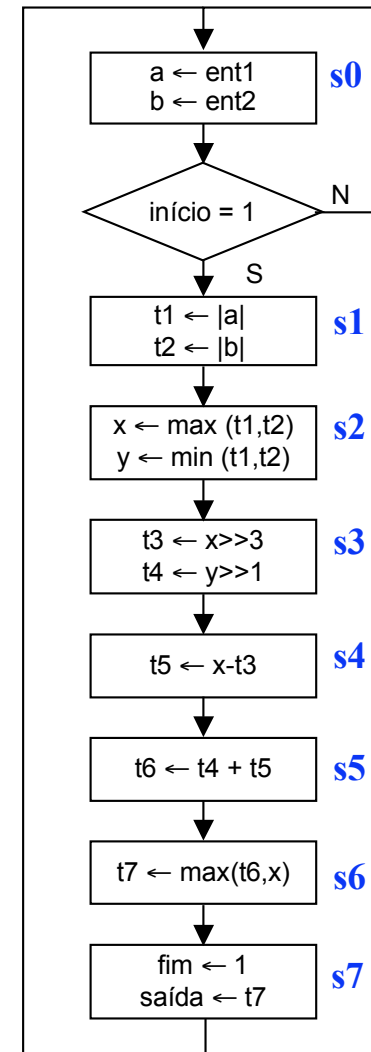 a ← ent1
b ← ent2
s0
início = 1
N
S
t1 ← |a|
t2 ← |b|
s1
x ← max (t1,t2)
y ← min (t1,t2)
s2
t3 ← x>>3
t4 ← y>>1
s3
t5 ← x-t3
s4
t6 ← t4 + t5
s5
t7 ← max(t6,x)
s6
fim ← 1
saída ← t7
s7